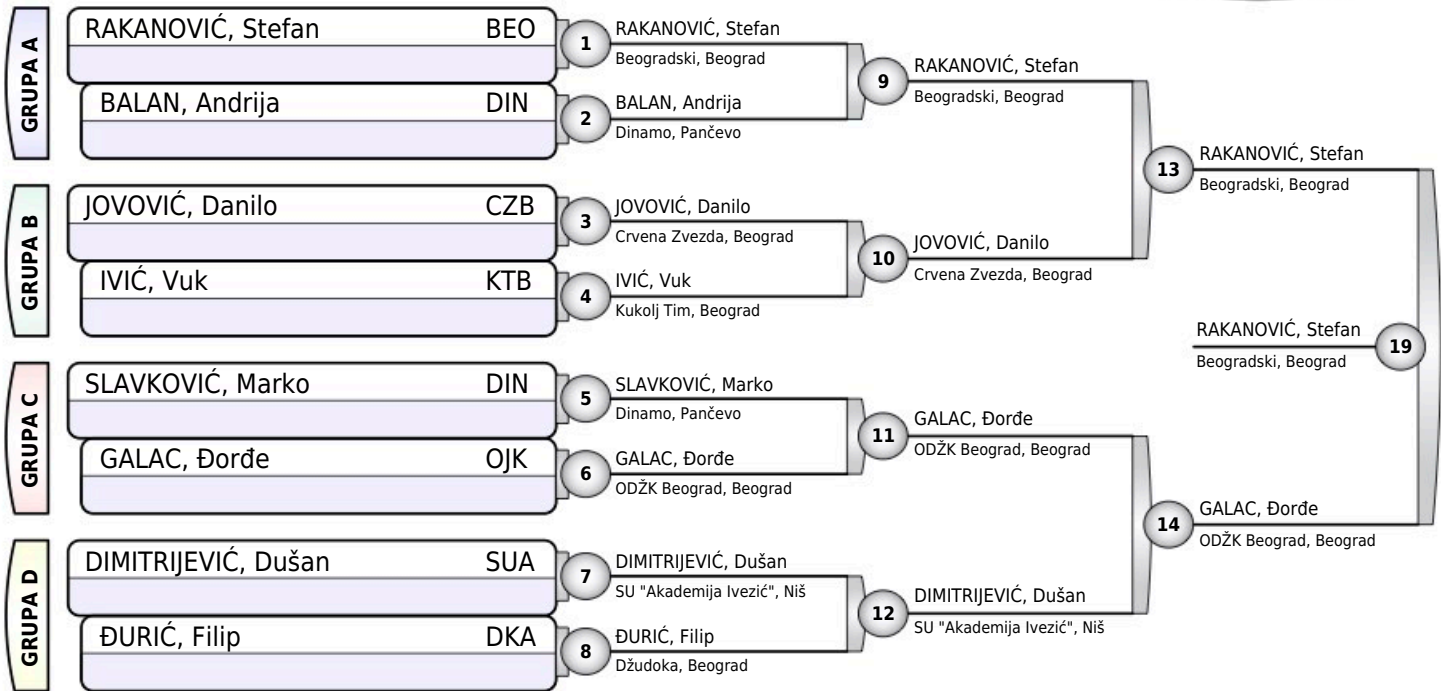 GRUPA A
RAKANOVIĆ, Stefan BEO
BALAN, Andrija DIN
GRUPA B
JOVOVIĆ, Danilo CZB
IVIĆ, Vuk KTB
GRUPA C
SLAVKOVIĆ, Marko DIN
GALAC, Đorđe OJK
GRUPA D
DIMITRIJEVIĆ, Dušan SUA
ĐURIĆ, Filip DKA
1
RAKANOVIĆ, Stefan
Beogradski, Beograd
2
BALAN, Andrija
Dinamo, Pančevo
3
JOVOVIĆ, Danilo
Crvena Zvezda, Beograd
4
IVIĆ, Vuk
Kukolj Tim, Beograd
5
SLAVKOVIĆ, Marko
Dinamo, Pančevo
6
GALAC, Đorđe
ODŽK Beograd, Beograd
7
DIMITRIJEVIĆ, Dušan
SU "Akademija Ivezić", Niš
8
ĐURIĆ, Filip
Džudoka, Beograd
9
RAKANOVIĆ, Stefan
Beogradski, Beograd
10
JOVOVIĆ, Danilo
Crvena Zvezda, Beograd
11
GALAC, Đorđe
ODŽK Beograd, Beograd
12
DIMITRIJEVIĆ, Dušan
SU "Akademija Ivezić", Niš
13
RAKANOVIĆ, Stefan
Beogradski, Beograd
14
GALAC, Đorđe
ODŽK Beograd, Beograd
RAKANOVIĆ, Stefan
Beogradski, Beograd
19